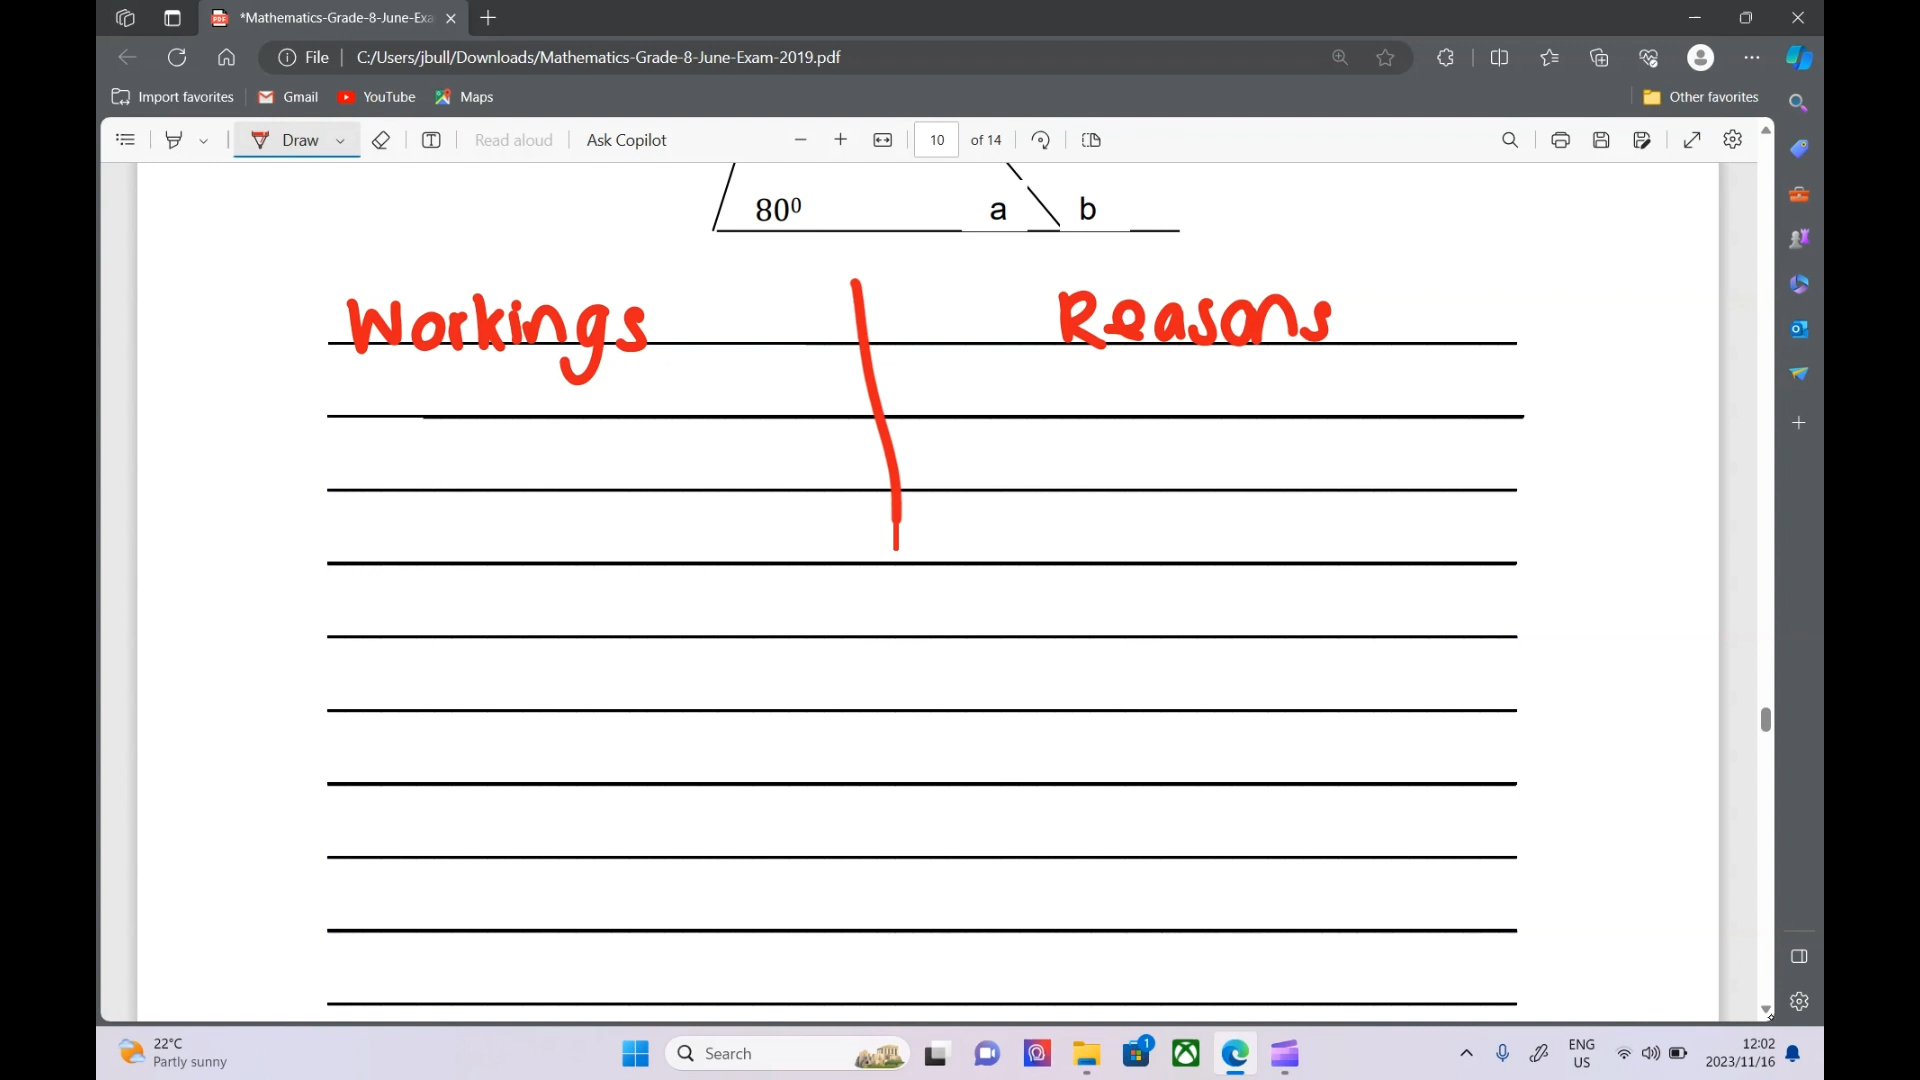 *Mathematics-Grade-8-June-Exa
File C:/Users/jbull/Downloads/Mathematics-Grade-8-June-Exam-2019.pdf
Import favorites Gmail YouTube Maps Other favorites
Draw Read aloud Ask Copilot 10 of 14
80⁰ a b
Workings Reasons
22°C
Partly sunny
Search
1
ENG
US
12:02
2023/11/16